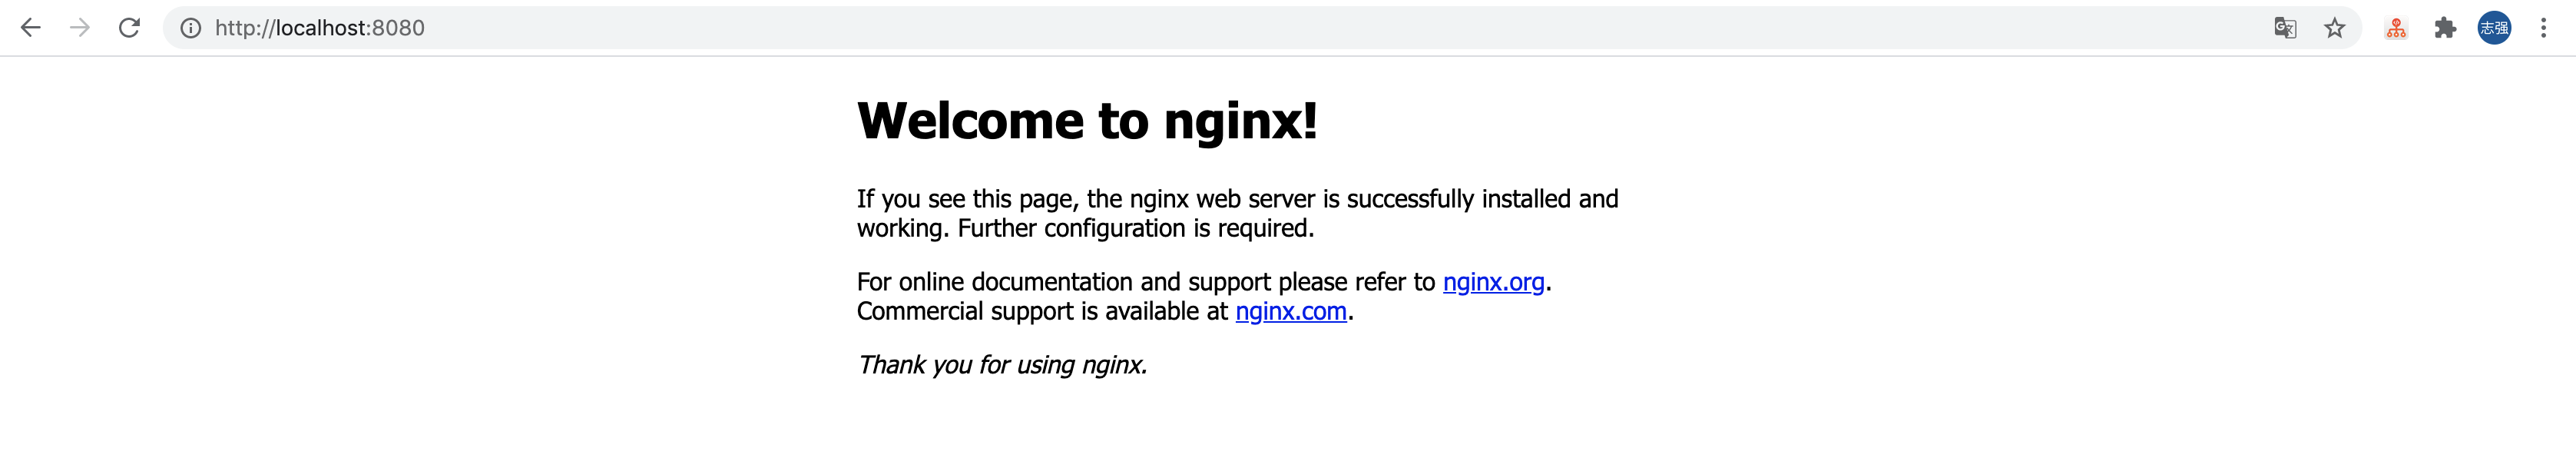 http://localhost:8080
志强
Welcome to nginx!
If you see this page, the nginx web server is successfully installed and
working. Further configuration is required.
For online documentation and support please refer to nginx.org.
Commercial support is available at nginx.com.
Thank you for using nginx.